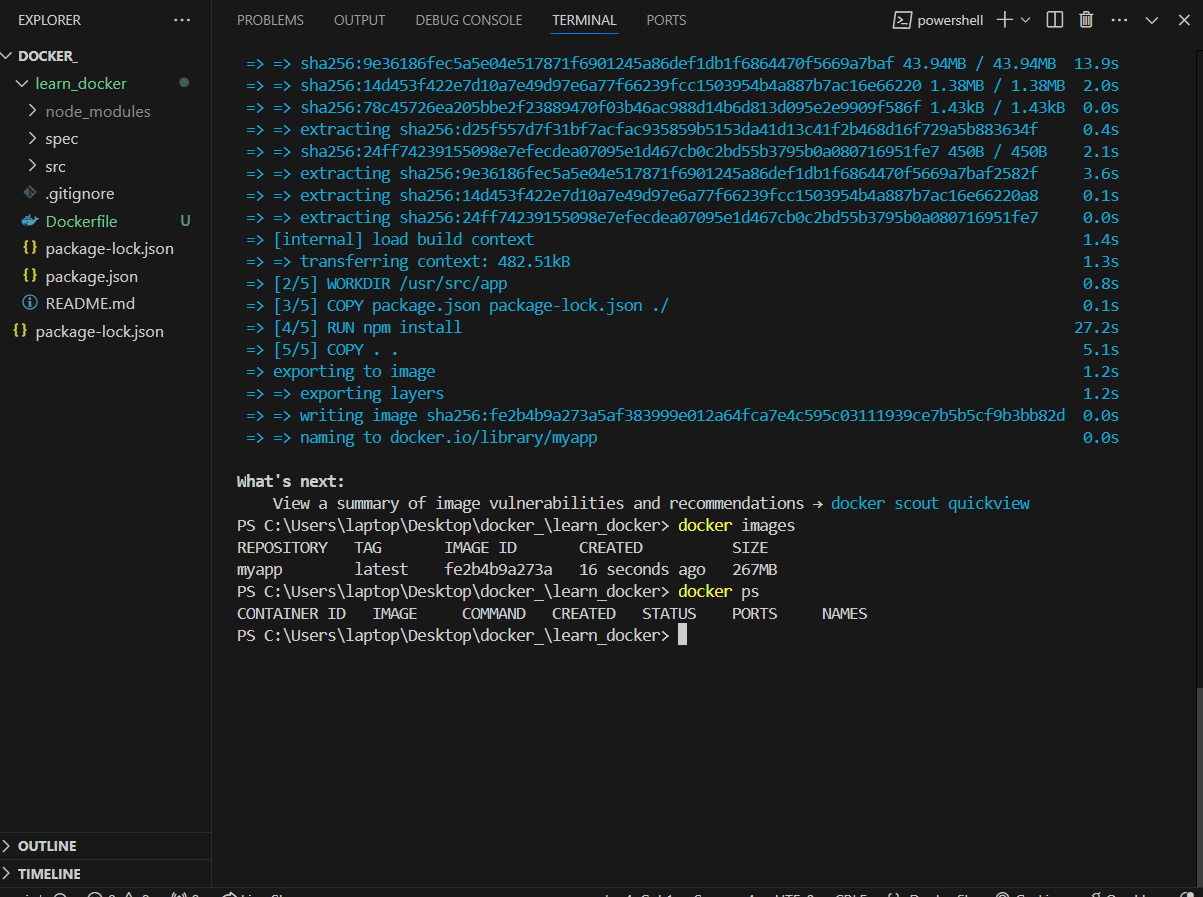 EXPLORER ...
DOCKER_
learn_docker
node_modules
spec
src
.gitignore
Dockerfile U
package-lock.json
package.json
README.md
package-lock.json
OUTLINE
TIMELINE
PROBLEMS OUTPUT DEBUG CONSOLE TERMINAL PORTS powershell
=> => sha256:9e36186fec5a5e04e517871f6901245a86def1db1f6864470f5669a7baf 43.94MB / 43.94MB 13.9s
=> => sha256:14d453f422e7d10a7e49d97e6a77f66239fcc1503954b4a887b7ac16e66220 1.38MB / 1.38MB 2.0s
=> => sha256:78c45726ea205bbe2f23889470f03b46ac988d14b6d813d095e2e9909f586f 1.43kB / 1.43kB 0.0s
=> => extracting sha256:d25f557d7f31bf7acfac935859b5153da41d13c41f2b468d16f729a5b883634f 0.4s
=> => sha256:24ff74239155098e7efecdea07095e1d467cb0c2bd55b3795b0a080716951fe7 450B / 450B 2.1s
=> => extracting sha256:9e36186fec5a5e04e517871f6901245a86def1db1f6864470f5669a7baf2582f 3.6s
=> => extracting sha256:14d453f422e7d10a7e49d97e6a77f66239fcc1503954b4a887b7ac16e66220a8 0.1s
=> => extracting sha256:24ff74239155098e7efecdea07095e1d467cb0c2bd55b3795b0a080716951fe7 0.0s
=> [internal] load build context 1.4s
=> => transferring context: 482.51kB 1.3s
=> [2/5] WORKDIR /usr/src/app 0.8s
=> [3/5] COPY package.json package-lock.json ./ 0.1s
=> [4/5] RUN npm install 27.2s
=> [5/5] COPY . . 5.1s
=> exporting to image 1.2s
=> => exporting layers 1.2s
=> => writing image sha256:fe2b4b9a273a5af383999e012a64fca7e4c595c03111939ce7b5b5cf9b3bb82d 0.0s
=> => naming to docker.io/library/myapp 0.0s
What's next:
View a summary of image vulnerabilities and recommendations → docker scout quickview
PS C:\Users\laptop\Desktop\docker_\learn_docker> docker images
REPOSITORY TAG IMAGE ID CREATED SIZE
myapp latest fe2b4b9a273a 16 seconds ago 267MB
PS C:\Users\laptop\Desktop\docker_\learn_docker> docker ps
CONTAINER ID IMAGE COMMAND CREATED STATUS PORTS NAMES
PS C:\Users\laptop\Desktop\docker_\learn_docker>